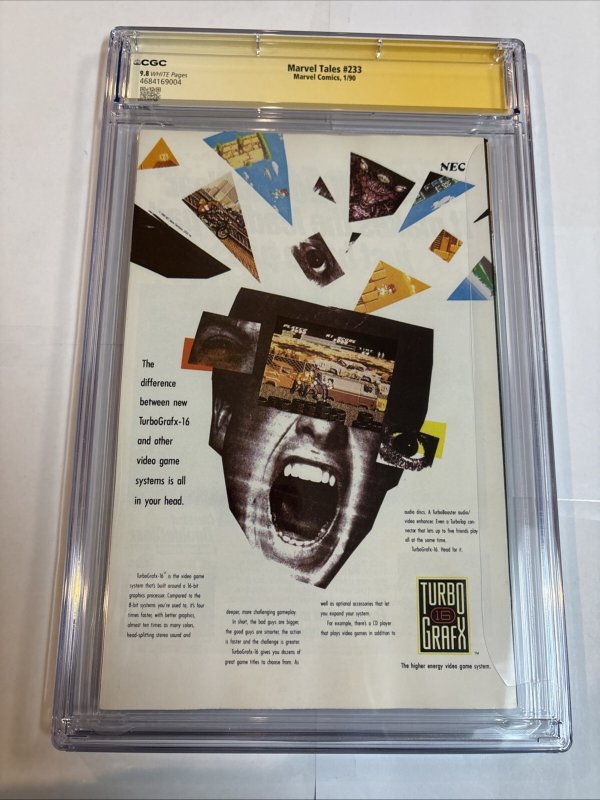 CGC
9.8 WHITE Pages
4684169004
Marvel Tales #233
Marvel Comics, 1/90
NEC
The
difference
between new
TurboGrafx-16
and other
video game
systems is all
in your head.
TurboGrafx-16™ is the video game
system that's built around a 16-bit
graphics processor. Compared to the
8-bit systems you're used to, it's four
times faster, with better graphics,
almost ten times as many colors,
head-splitting stereo sound and
deeper, more challenging gameplay.
In short, the bad guys are bigger,
the good guys are smarter, the action
is faster and the challenge is greater.
TurboGrafx-16 gives you dozens of
great game titles to choose from. As
well as optional accessories that let
you expand your system.
For example, there's a CD player
that plays video games in addition to
audio discs. A TurboBooster audio/
video enhancer. Even a TurboTap con-
nector that lets up to five friends play
all at the same time.
TurboGrafx-16. Head for it.
TURBO
16
GRAFX
™
The higher energy video game system.